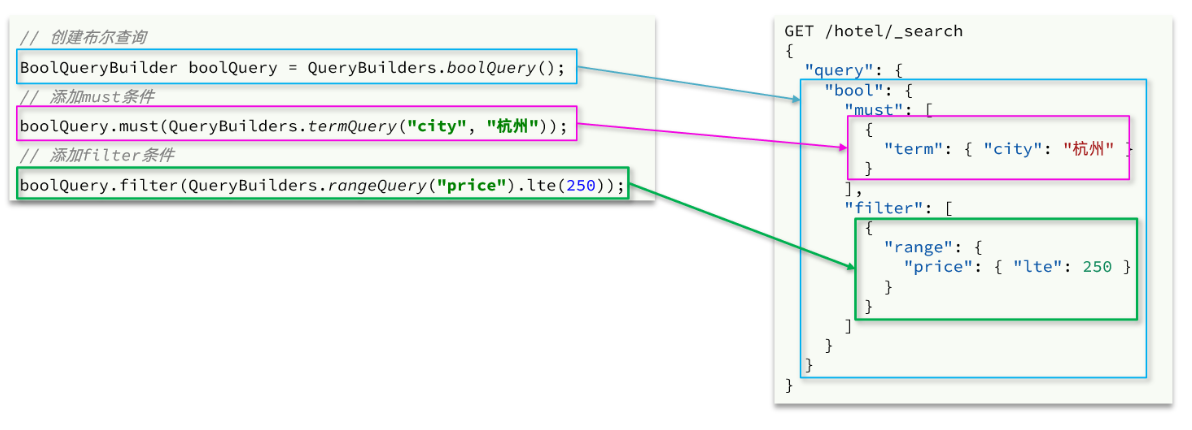 // 创建布尔查询
BoolQueryBuilder boolQuery = QueryBuilders.boolQuery();
// 添加must条件
boolQuery.must(QueryBuilders.termQuery("city", "杭州"));
// 添加filter条件
boolQuery.filter(QueryBuilders.rangeQuery("price").lte(250));
GET /hotel/_search
{
  "query": {
    "bool": {
      "must": [
        {
          "term": { "city": "杭州" }
        }
      ],
      "filter": [
        {
          "range": {
            "price": { "lte": 250 }
          }
        }
      ]
    }
  }
}